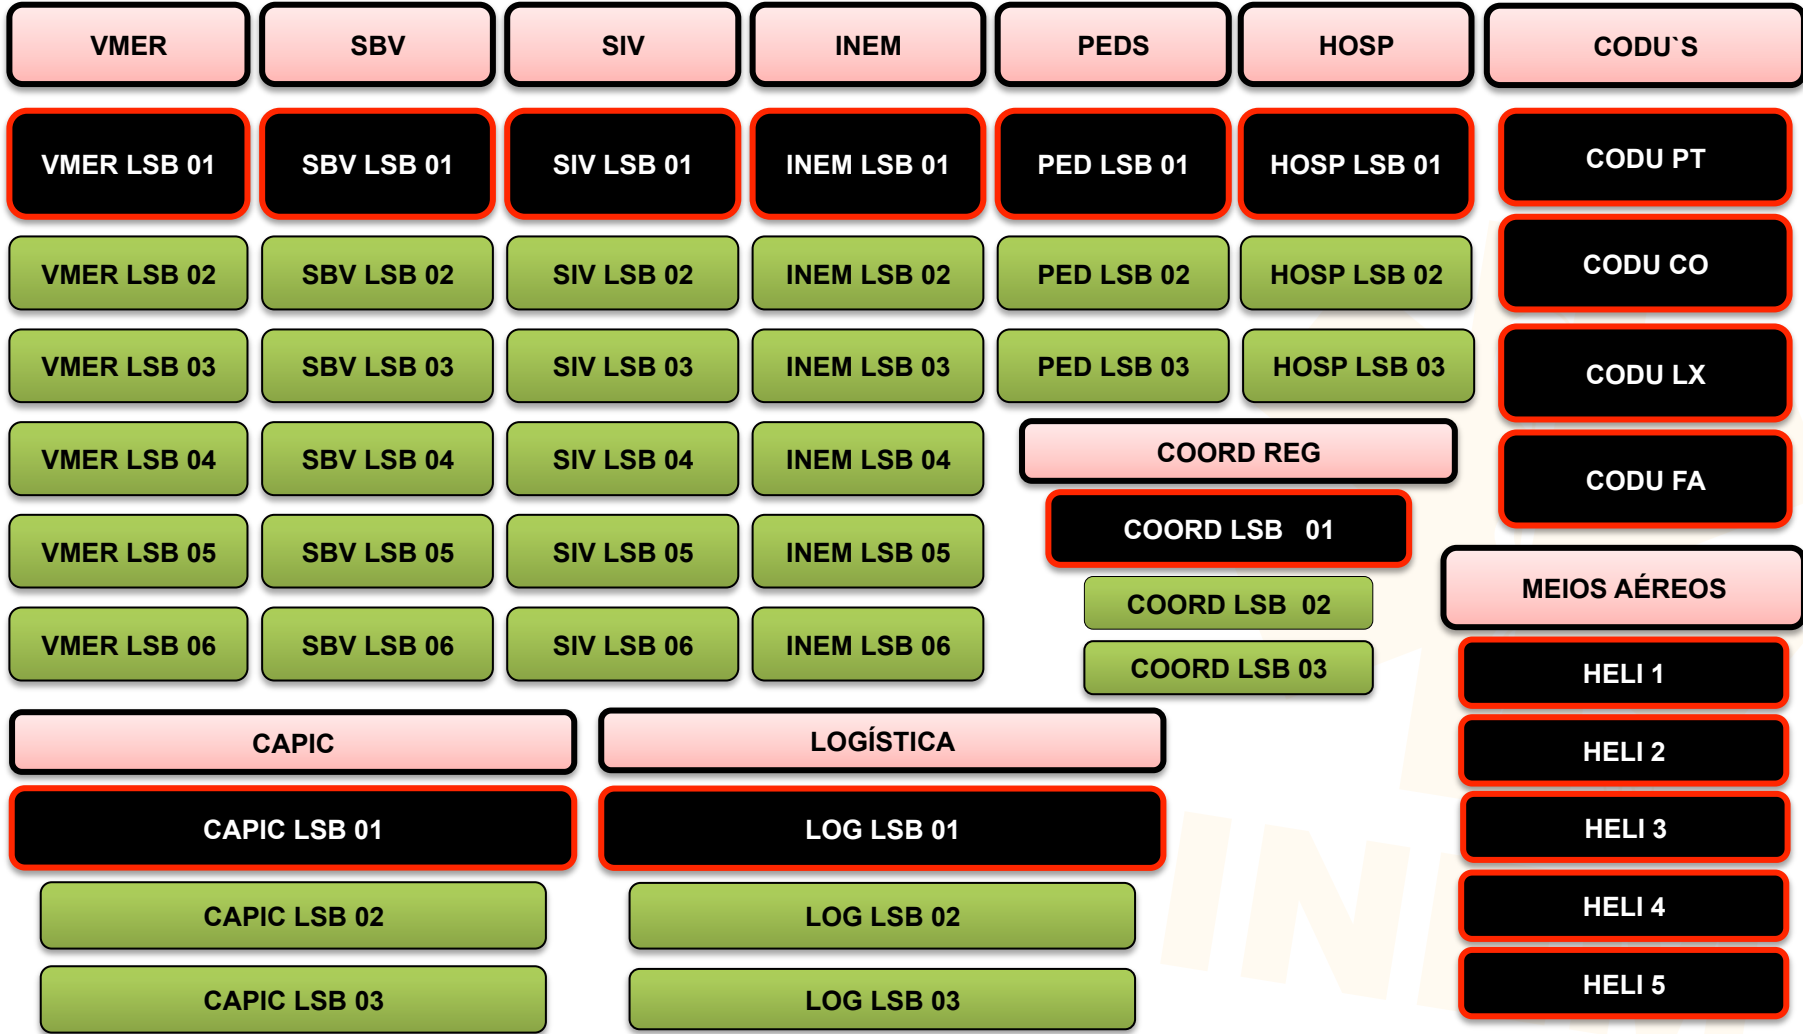 VMER SBV SIV INEM PEDS HOSP CODU`S
VMER LSB 01 SBV LSB 01 SIV LSB 01 INEM LSB 01 PED LSB 01 HOSP LSB 01 CODU PT
VMER LSB 02 SBV LSB 02 SIV LSB 02 INEM LSB 02 PED LSB 02 HOSP LSB 02 CODU CO
VMER LSB 03 SBV LSB 03 SIV LSB 03 INEM LSB 03 PED LSB 03 HOSP LSB 03 CODU LX
VMER LSB 04 SBV LSB 04 SIV LSB 04 INEM LSB 04 COORD REG CODU FA
COORD LSB 01
VMER LSB 05 SBV LSB 05 SIV LSB 05 INEM LSB 05
MEIOS AÉREOS
COORD LSB 02
VMER LSB 06 SBV LSB 06 SIV LSB 06 INEM LSB 06
COORD LSB 03 HELI 1
CAPIC LOGÍSTICA HELI 2
CAPIC LSB 01 LOG LSB 01 HELI 3
CAPIC LSB 02 LOG LSB 02 HELI 4
CAPIC LSB 03 LOG LSB 03 HELI 5